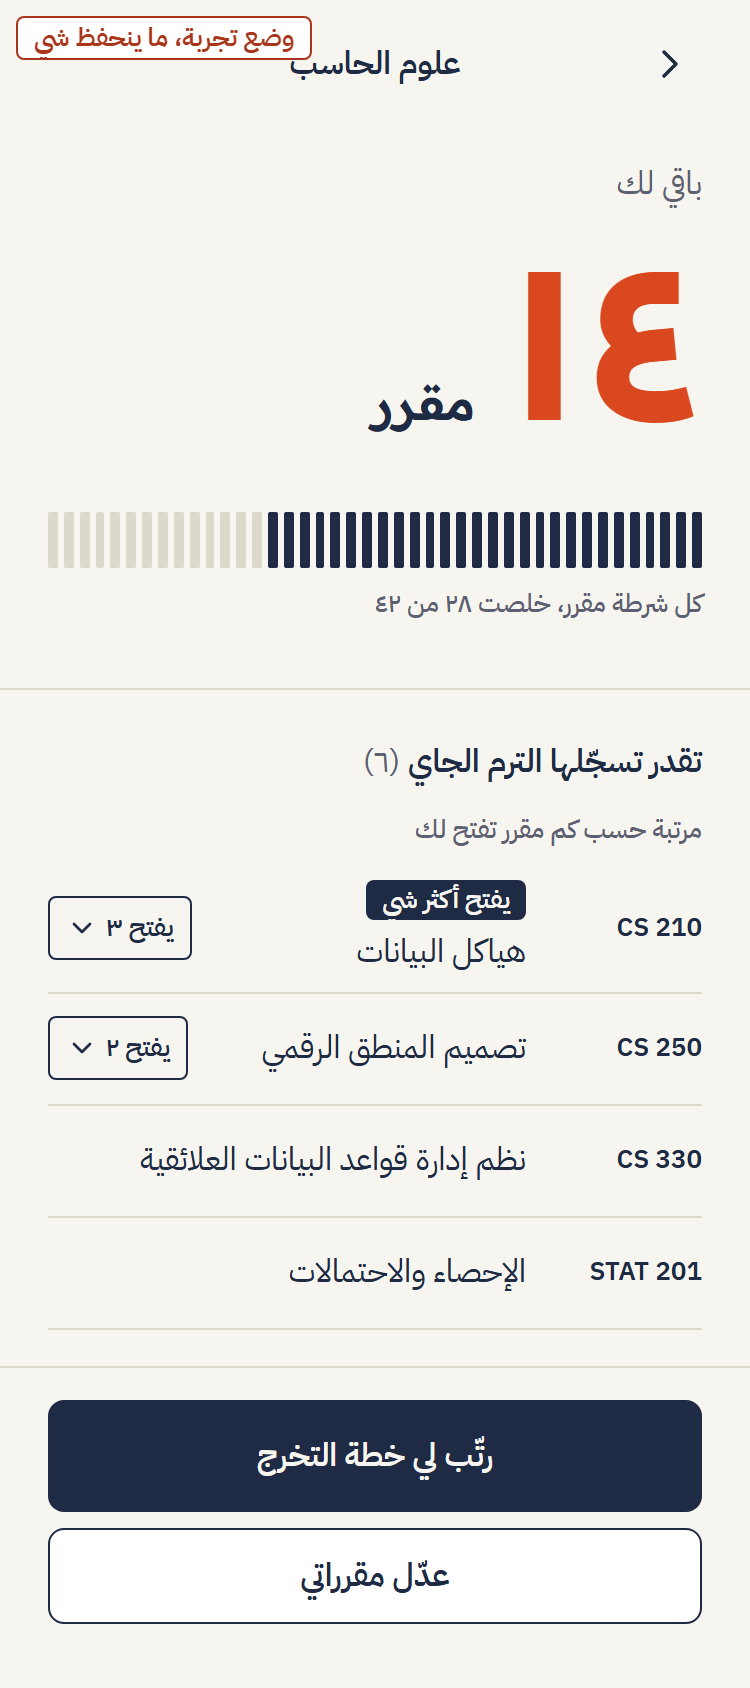 وضع تجربة، ما ينحفظ شي
علوم الحاسب
باقي لك
١٤ مقرر
كل شرطة مقرر، خلصت ٢٨ من ٤٢
تقدر تسجّلها الترم الجاي (٦)
مرتبة حسب كم مقرر تفتح لك
CS 210
يفتح أكثر شي
هياكل البيانات
يفتح ٣
CS 250 تصميم المنطق الرقمي يفتح ٢
CS 330 نظم إدارة قواعد البيانات العلائقية
STAT 201 الإحصاء والاحتمالات
رتّب لي خطة التخرج
عدّل مقرراتي